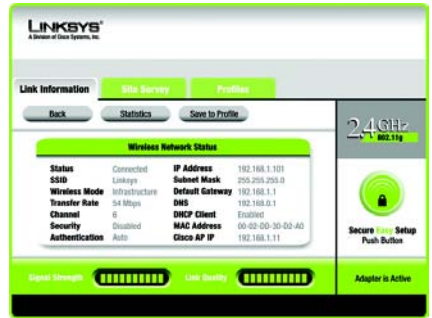 LINKSYS®
A Division of Cisco Systems, Inc.
Link Information
Site Survey
Profiles
Back
Statistics
Save to Profile
2.4GHz
802.11g
Wireless Network Status
Status Connected IP Address 192.168.1.101
SSID Linksys Subnet Mask 255.255.255.0
Wireless Mode Infrastructure Default Gateway 192.168.1.1
Transfer Rate 54 Mbps DNS 192.168.0.1
Channel 6 DHCP Client Enabled
Security Disabled MAC Address 00-02-DD-30-D2-A0
Authentication Auto Cisco AP IP 192.168.1.11
Secure Easy Setup
Push Button
Signal Strength
Link Quality
Adapter is Active